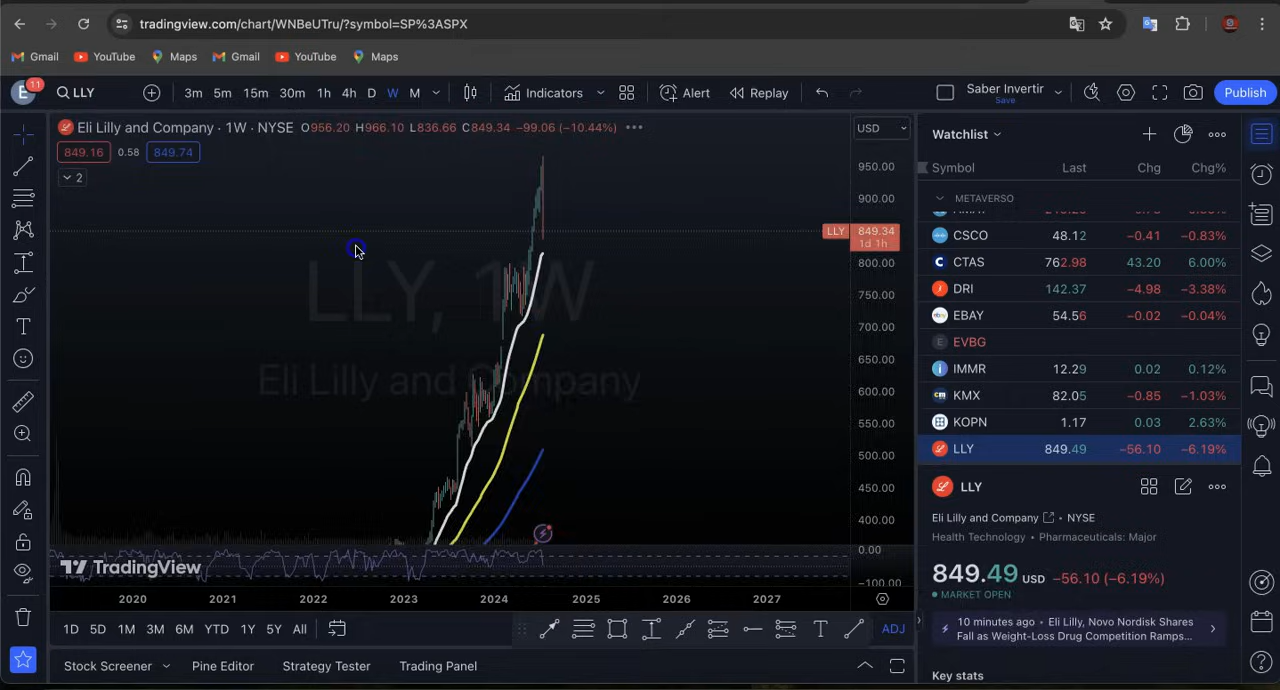 tradingview.com/chart/WNBeUTru/?symbol=SP%3ASPX
Gmail YouTube Maps Gmail YouTube Maps
E 11 LLY 3m 5m 15m 30m 1h 4h D W M Indicators Alert Replay Saber Invertir Save Publish
Eli Lilly and Company · 1W · NYSE O956.20 H966.10 L836.66 C849.34 −99.06 (−10.44%) USD
849.16 0.58 849.74
2
LLY, 1W
Eli Lilly and Company
950.00
900.00
LLY 849.34
1d 1h
800.00
750.00
700.00
650.00
600.00
550.00
500.00
450.00
400.00
0.00
−100.00
TradingView
2020 2021 2022 2023 2024 2025 2026 2027
1D 5D 1M 3M 6M YTD 1Y 5Y All ADJ
Stock Screener Pine Editor Strategy Tester Trading Panel
Watchlist
Symbol Last Chg Chg%
METAVERSO
CSCO 48.12 −0.41 −0.83%
CTAS 762.98 43.20 6.00%
DRI 142.37 −4.98 −3.38%
EBAY 54.56 −0.02 −0.04%
EVBG
IMMR 12.29 0.02 0.12%
KMX 82.05 −0.85 −1.03%
KOPN 1.17 0.03 2.63%
LLY 849.49 −56.10 −6.19%
LLY
Eli Lilly and Company • NYSE
Health Technology • Pharmaceuticals: Major
849.49 USD −56.10 (−6.19%)
MARKET OPEN
10 minutes ago • Eli Lilly, Novo Nordisk Shares
Fall as Weight-Loss Drug Competition Ramps...
Key stats